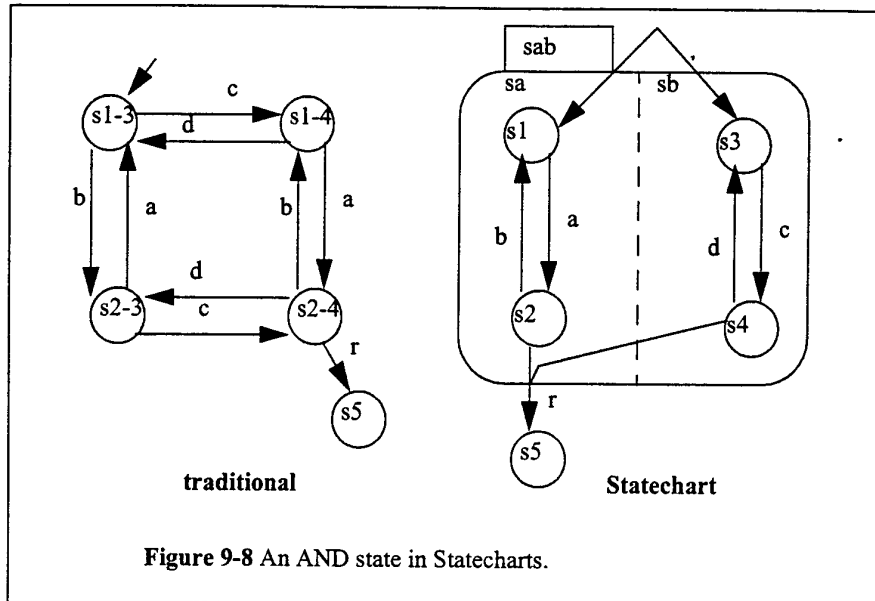 sab
c
sa
sb
s1-3
s1-4
d
s1
s3
b
a
b
a
b
a
d
c
d
s2-3
c
s2-4
s2
s4
r
r
s5
s5
traditional
Statechart
Figure 9-8 An AND state in Statecharts.